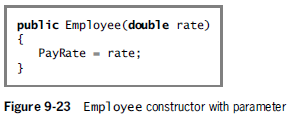 public Employee(double rate)
{
PayRate = rate;
}
Figure 9-23 Employee constructor with parameter